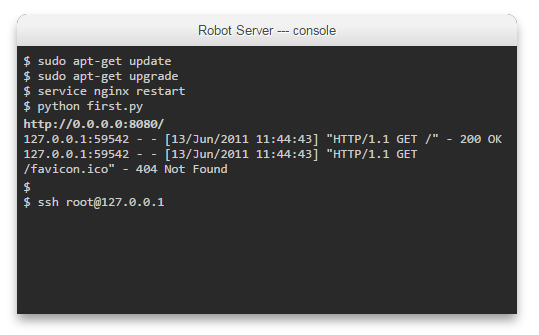 Robot Server --- console
$ sudo apt-get update
$ sudo apt-get upgrade
$ service nginx restart
$ python first.py
http://0.0.0.0:8080/
127.0.0.1:59542 - - [13/Jun/2011 11:44:43] "HTTP/1.1 GET /" - 200 OK
127.0.0.1:59542 - - [13/Jun/2011 11:44:43] "HTTP/1.1 GET
/favicon.ico" - 404 Not Found
$
$ ssh root@127.0.0.1